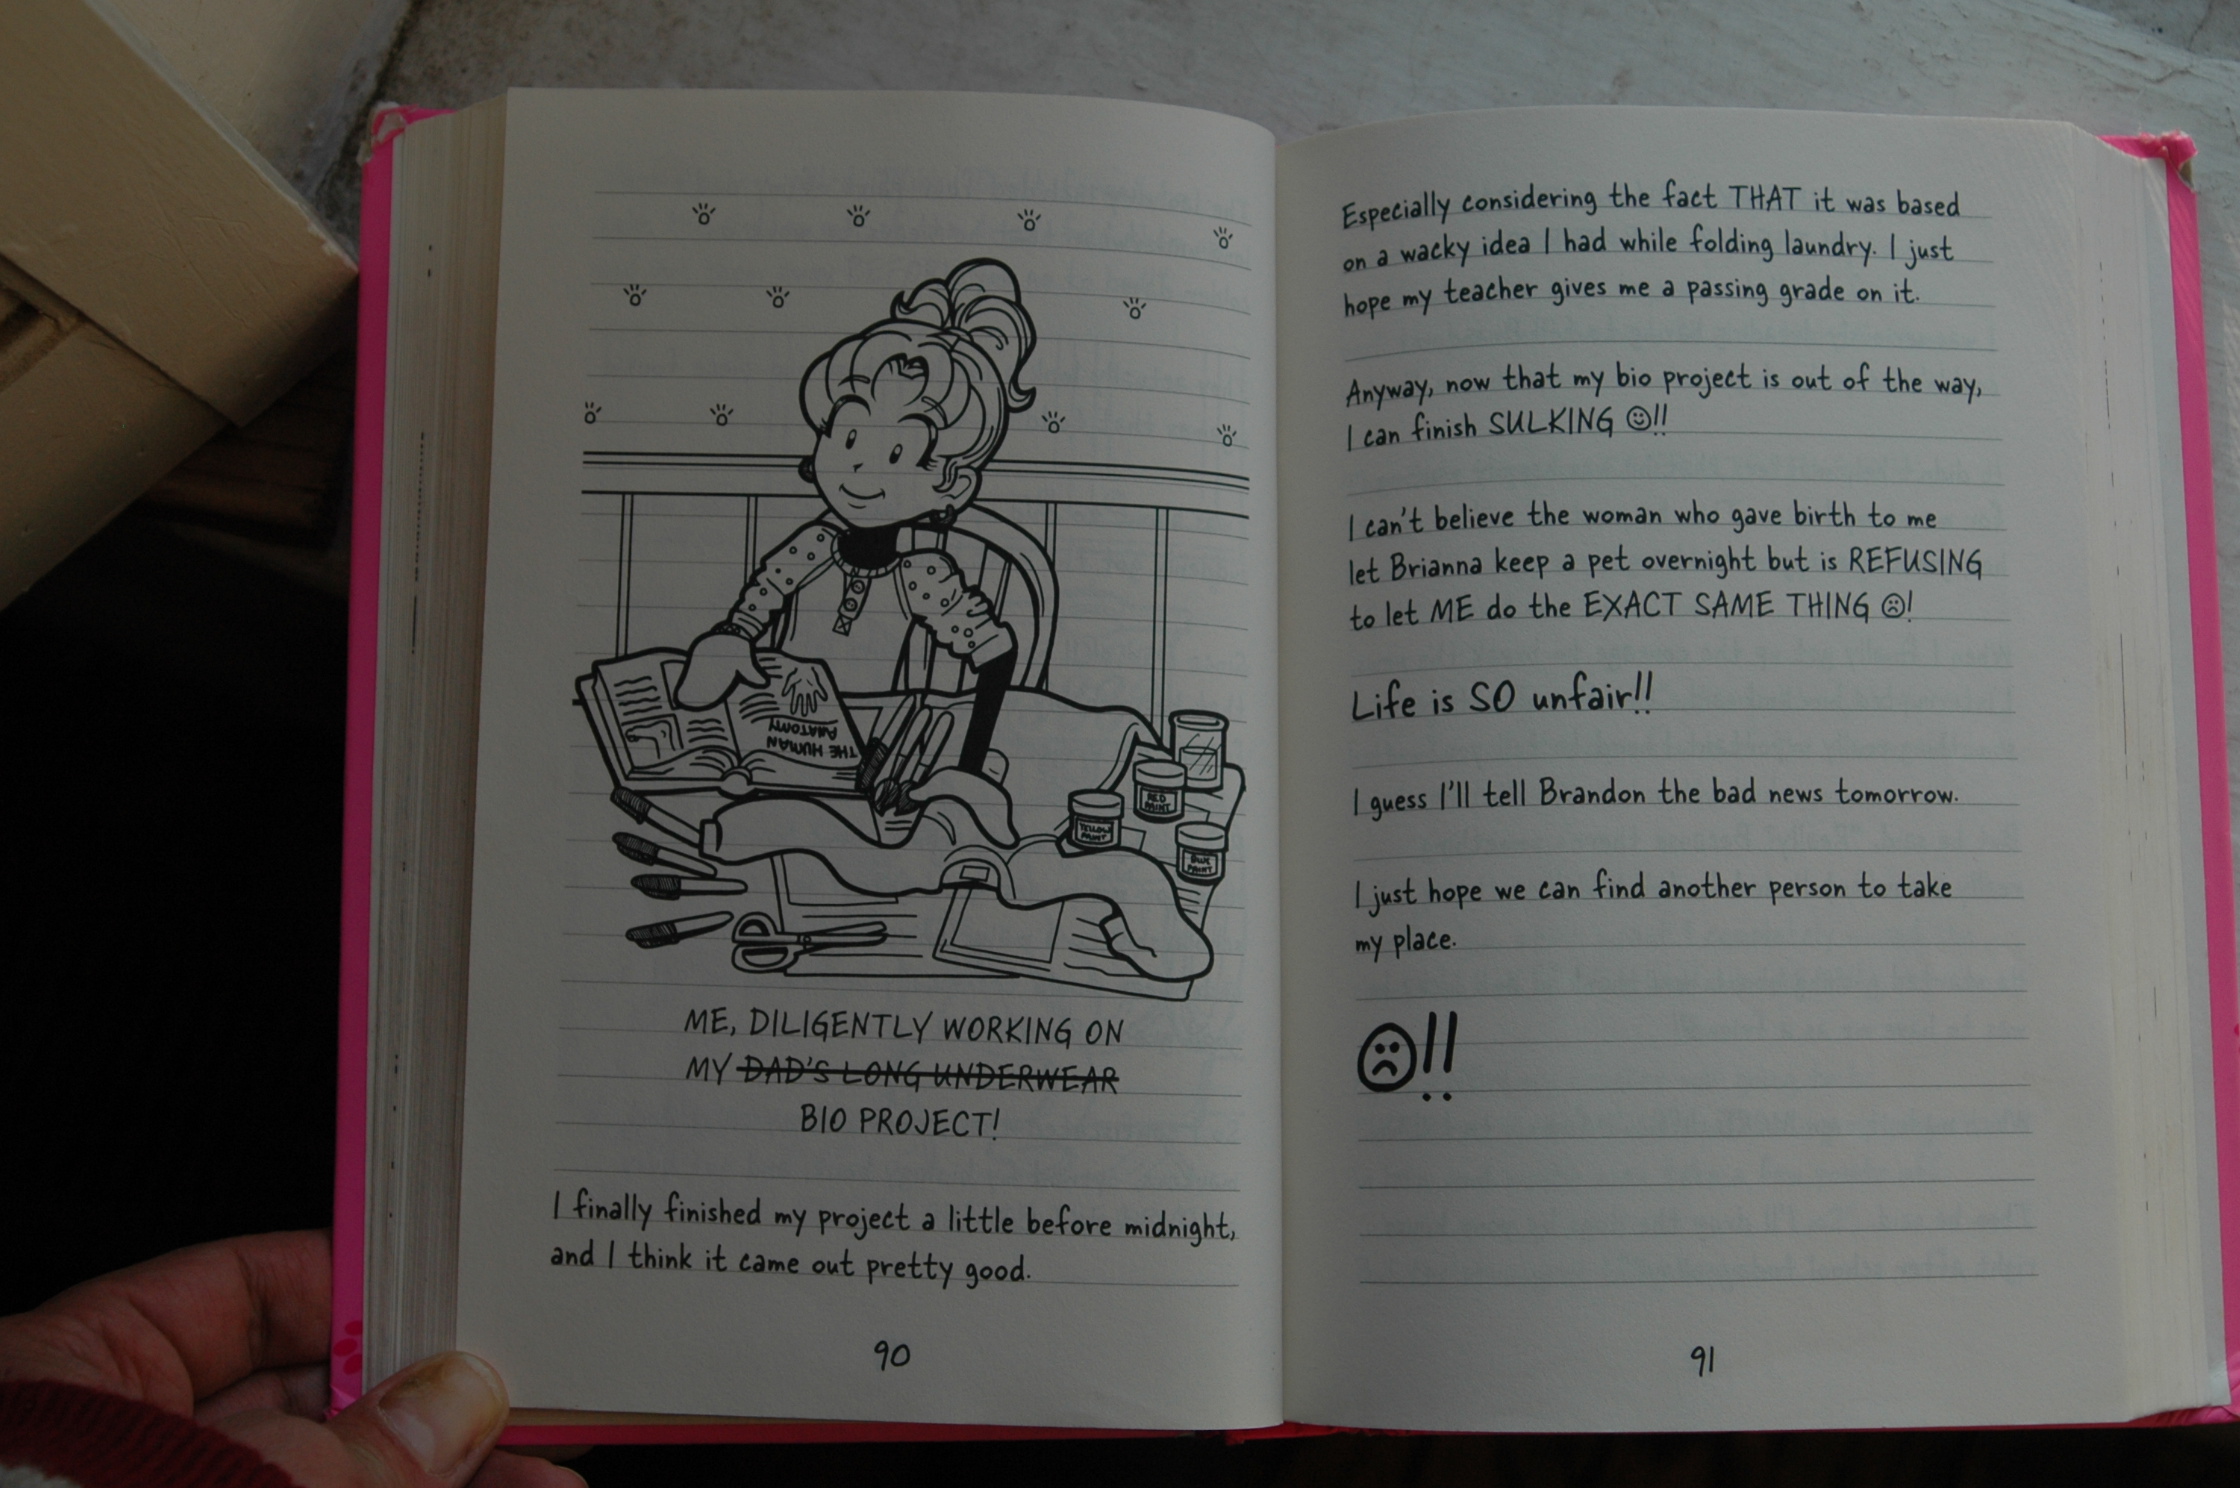 THE HUMAN
ANATOMY
RED
PAINT
YELLOW
PAINT
BLUE
PAINT
ME, DILIGENTLY WORKING ON
MY DAD'S LONG UNDERWEAR
BIO PROJECT!
I finally finished my project a little before midnight,
and I think it came out pretty good.
90
Especially considering the fact THAT it was based
on a wacky idea I had while folding laundry. I just
hope my teacher gives me a passing grade on it.
Anyway, now that my bio project is out of the way,
I can finish SULKING ☺!!
I can't believe the woman who gave birth to me
let Brianna keep a pet overnight but is REFUSING
to let ME do the EXACT SAME THING ☹!
Life is SO unfair!!
I guess I'll tell Brandon the bad news tomorrow.
I just hope we can find another person to take
my place.
☹!!
91